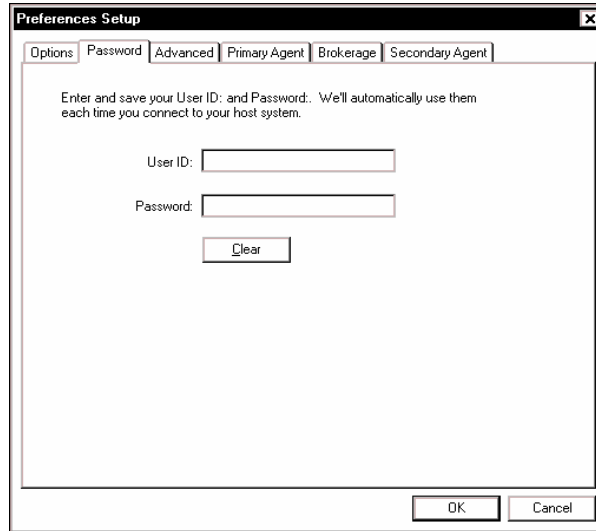 Preferences Setup
Options Password Advanced Primary Agent Brokerage Secondary Agent
Enter and save your User ID: and Password:. We'll automatically use them
each time you connect to your host system.
User ID:
Password:
Clear
OK Cancel